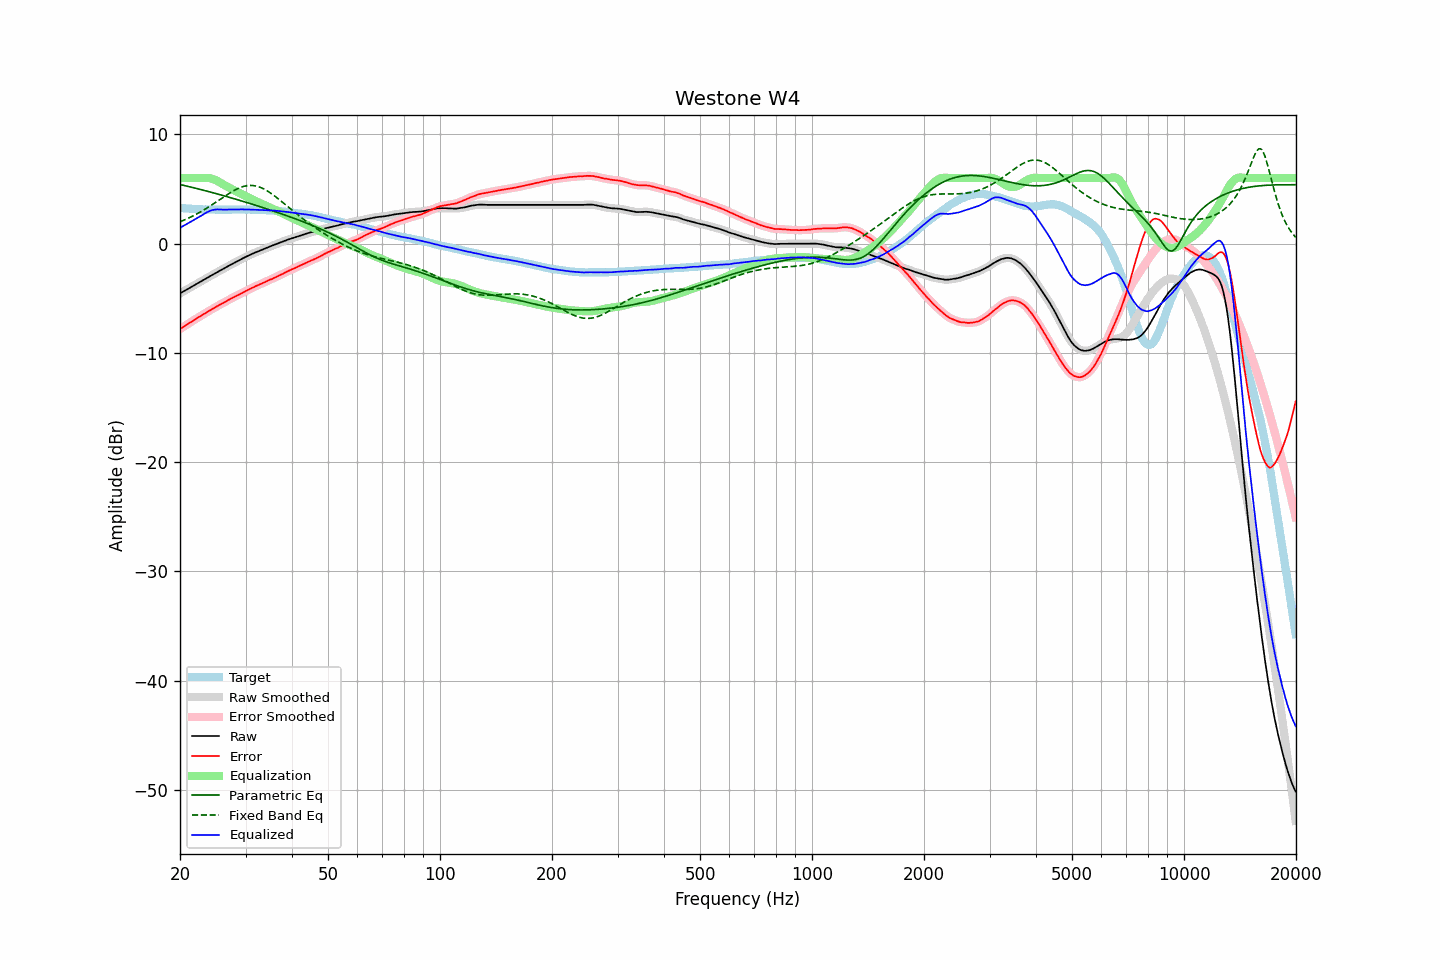 Westone W4
10
0
−10
−20
−30
−40
−50
Amplitude (dBr)
Target
Raw Smoothed
Error Smoothed
Raw
Error
Equalization
Parametric Eq
Fixed Band Eq
Equalized
20 50 100 200 500 1000 2000 5000 10000 20000
Frequency (Hz)